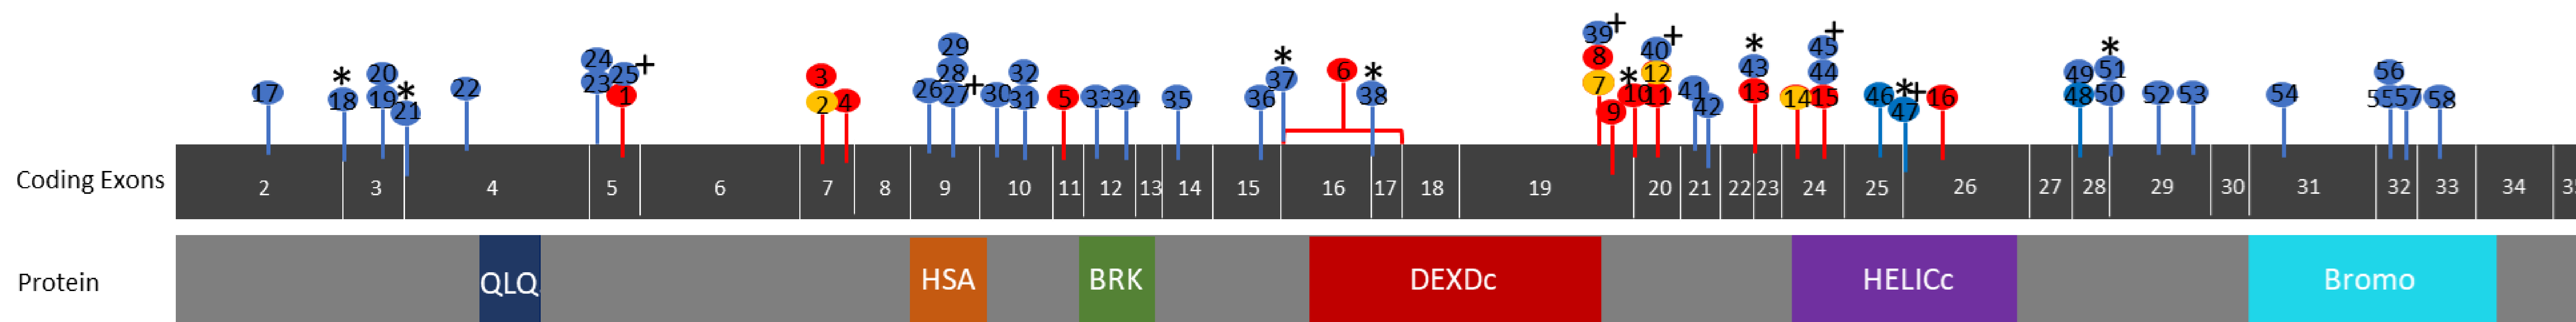 39 +
29 40 + 45 +
24 * 8 * 44 *
25 + 28 12 43 51
* 20 3 32 * 6 * 7 * 49 56
17 18 19 * 21 22 23 1 2 4 26 27 + 30 31 5 33 34 35 36 37 38 9 10 11 41 42 13 14 15 46 * + 47 16 48 50 52 53 54 55 57 58
Coding Exons 2 3 4 5 6 7 8 9 10 11 12 13 14 15 16 17 18 19 20 21 22 23 24 25 26 27 28 29 30 31 32 33 34
Protein QLQ HSA BRK DEXDc HELICc Bromo